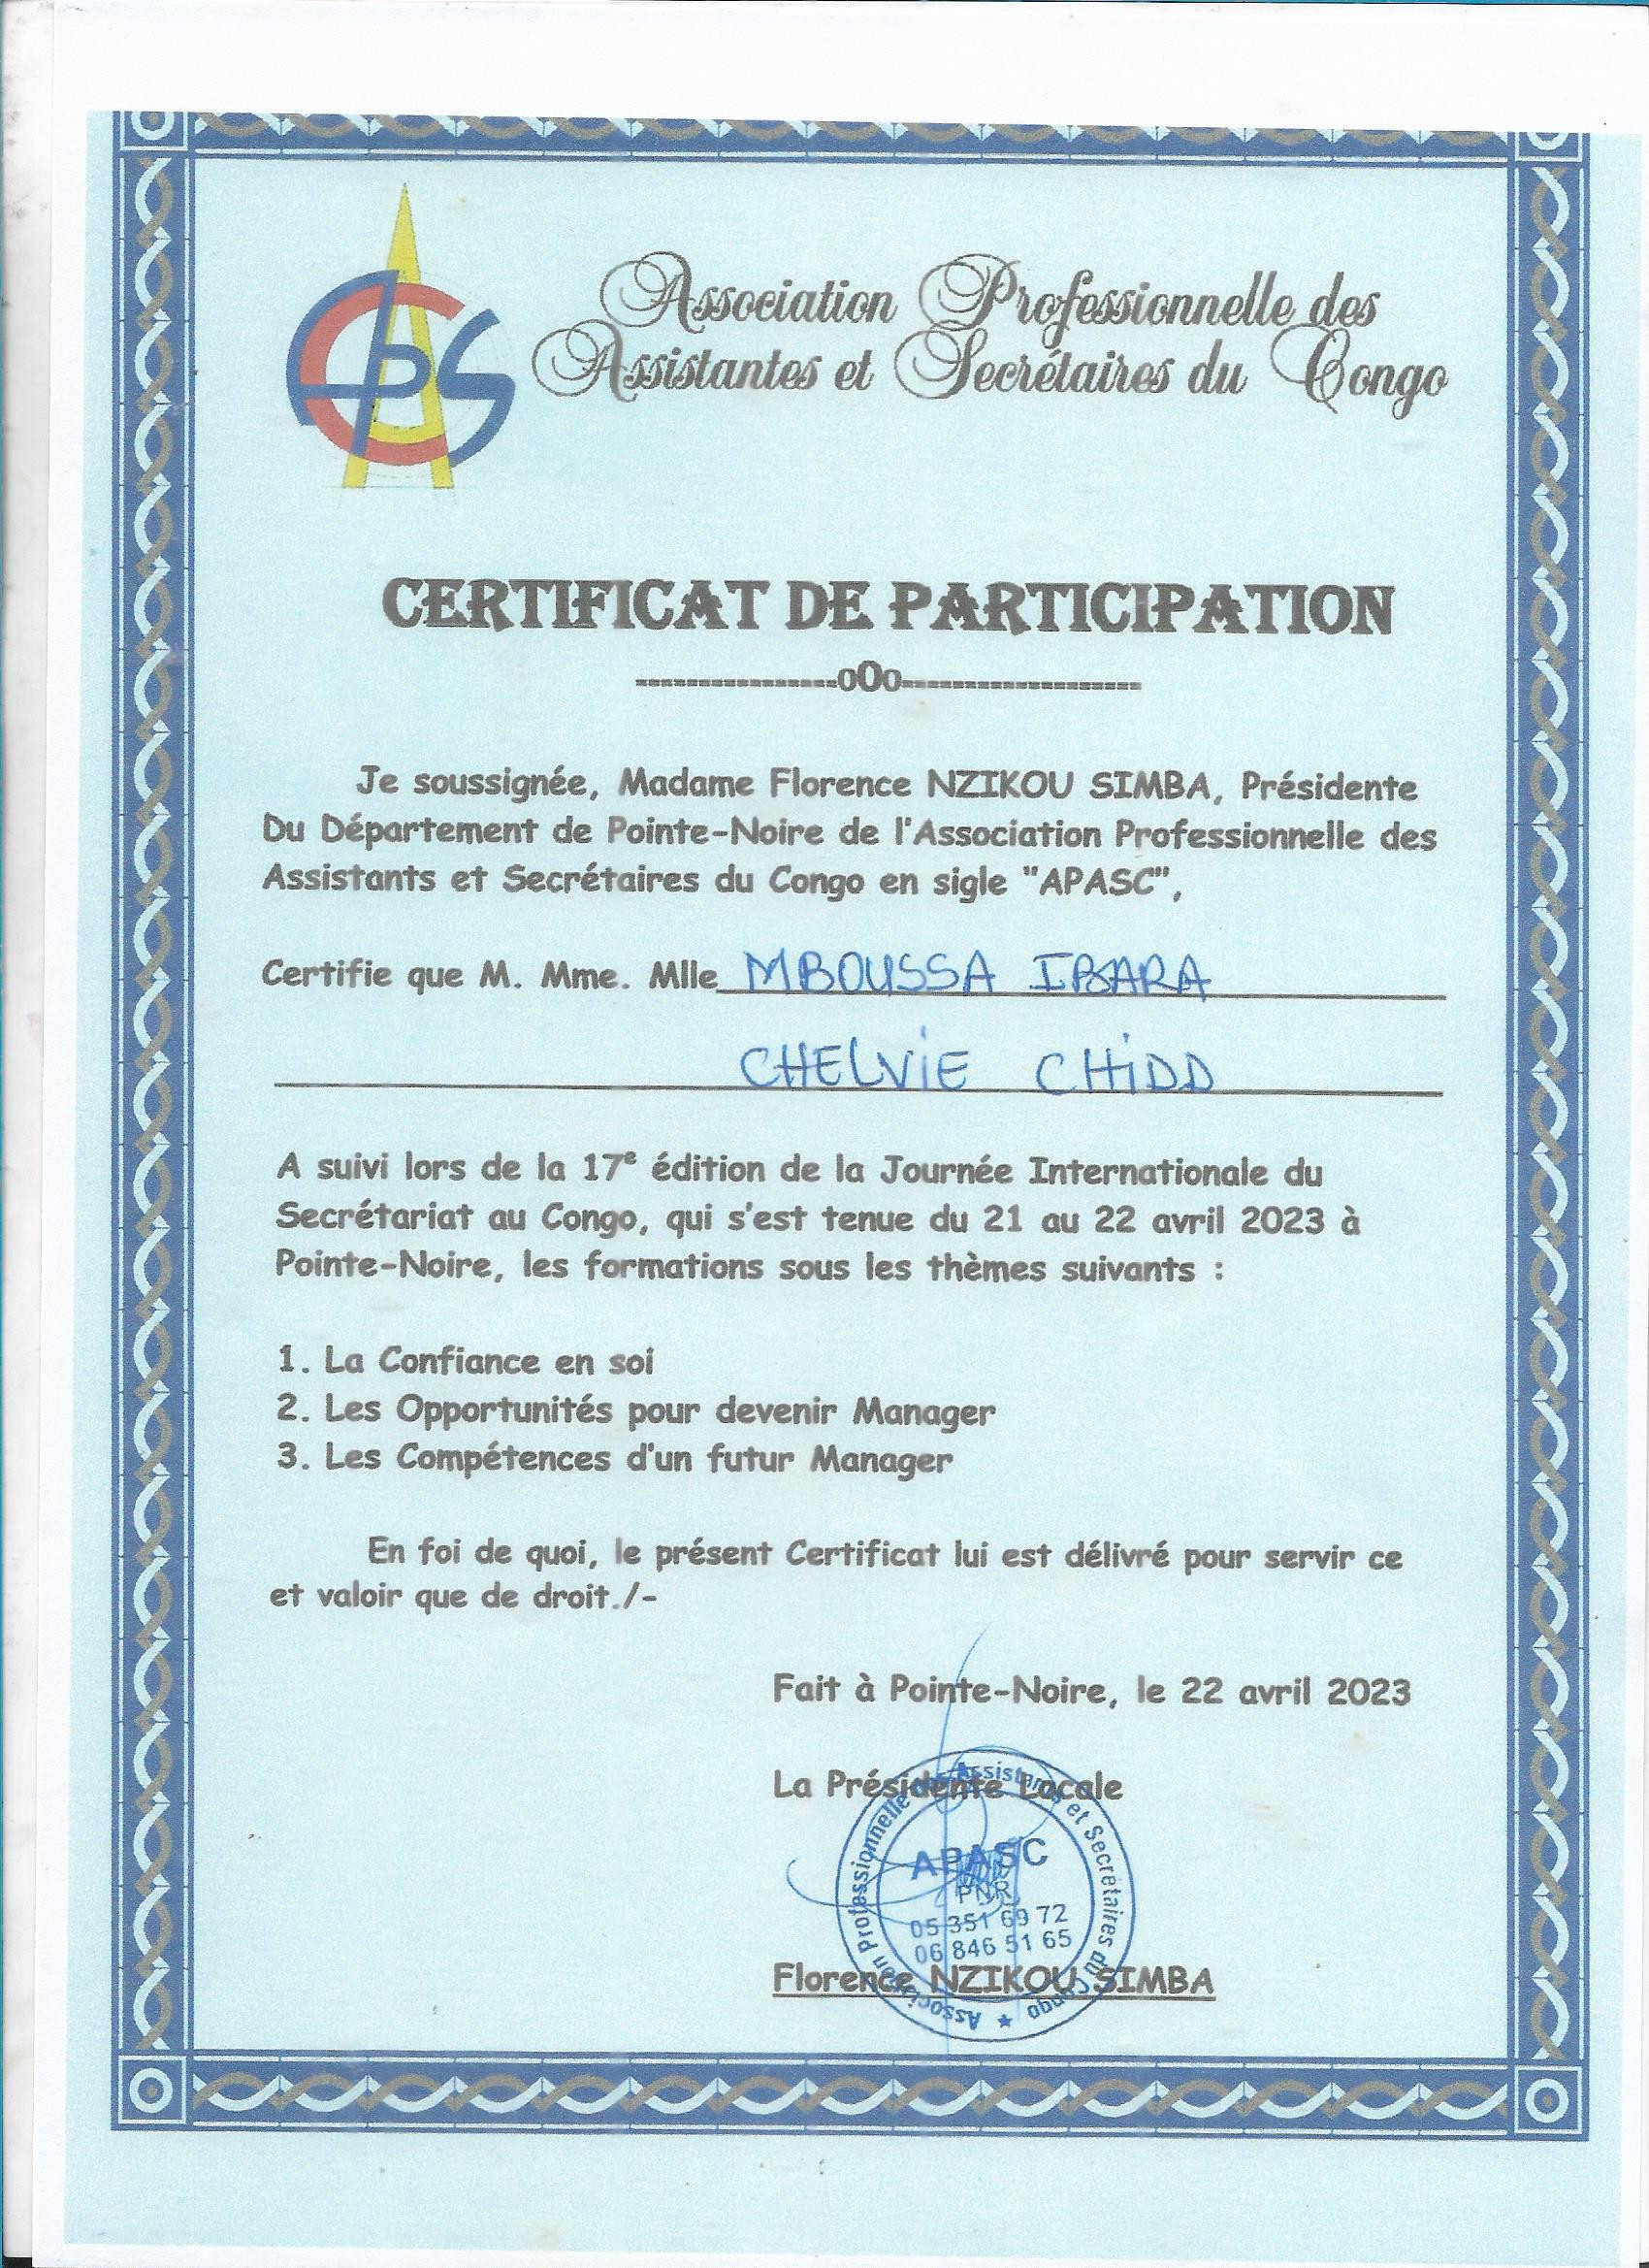 Association Professionnelle des
Assistantes et Secrétaires du Congo
CERTIFICAT DE PARTICIPATION
----------------oOo-------------------
Je soussignée, Madame Florence NZIKOU SIMBA, Présidente
Du Département de Pointe-Noire de l'Association Professionnelle des
Assistants et Secrétaires du Congo en sigle "APASC",
Certifie que M. Mme. Mlle MBOUSSA IBARA
CHELVIE CHIDD
A suivi lors de la 17e édition de la Journée Internationale du
Secrétariat au Congo, qui s'est tenue du 21 au 22 avril 2023 à
Pointe-Noire, les formations sous les thèmes suivants :
1. La Confiance en soi
2. Les Opportunités pour devenir Manager
3. Les Compétences d'un futur Manager
En foi de quoi, le présent Certificat lui est délivré pour servir ce
et valoir que de droit./-
Fait à Pointe-Noire, le 22 avril 2023
La Présidente Locale
Association Professionnelle Assistants et Secrétaires du Congo
APASC
PNR
05 351 69 72
06 846 51 65
Florence NZIKOU SIMBA